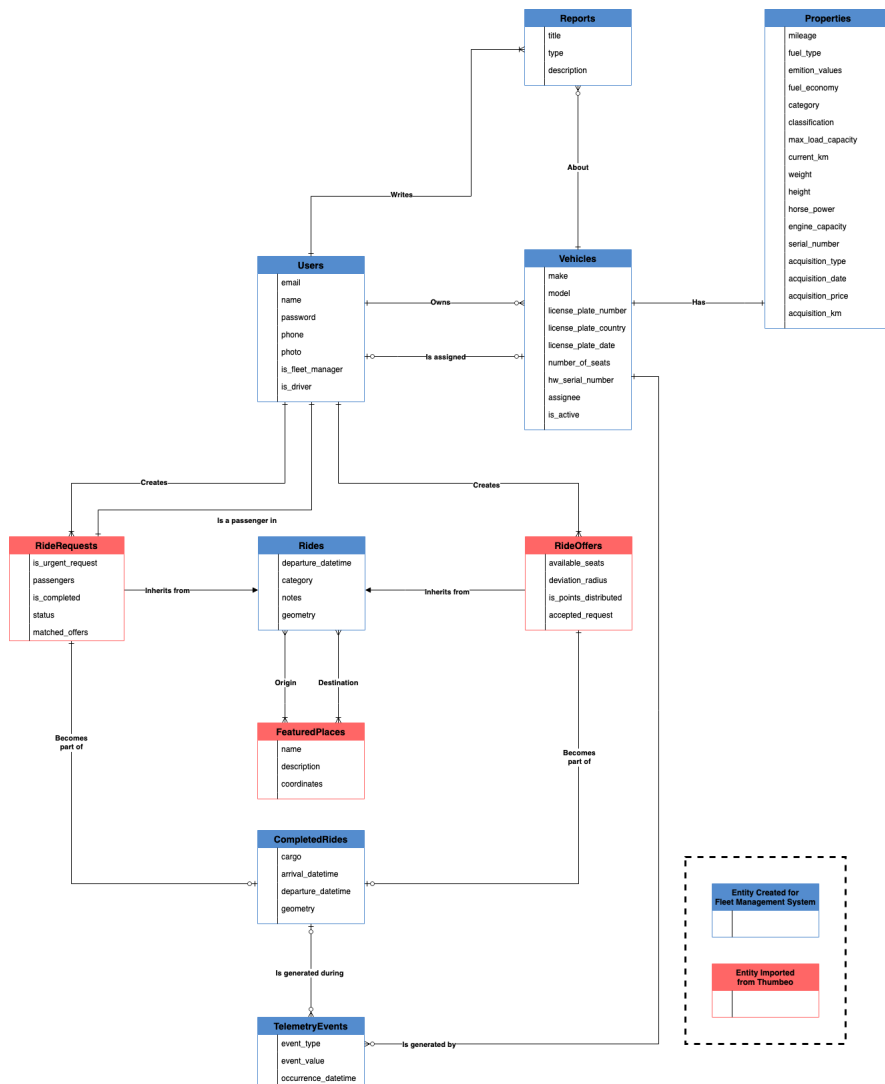 Reports
title
type
description
Properties
mileage
fuel_type
emition_values
fuel_economy
category
classification
max_load_capacity
current_km
weight
height
horse_power
engine_capacity
serial_number
acquisition_type
acquisition_date
acquisition_price
acquisition_km
About
Writes
Users
email
name
password
phone
photo
is_fleet_manager
is_driver
Owns
Is assigned
Vehicles
make
model
license_plate_number
license_plate_country
license_plate_date
number_of_seats
hw_serial_number
assignee
is_active
Has
Creates
Is a passenger in
Creates
RideRequests
is_urgent_request
passengers
is_completed
status
matched_offers
Inherits from
Rides
departure_datetime
category
notes
geometry
Inherits from
RideOffers
available_seats
deviation_radius
is_points_distributed
accepted_request
Origin
Destination
Becomes
part of
FeaturedPlaces
name
description
coordinates
Becomes
part of
CompletedRides
cargo
arrival_datetime
departure_datetime
geometry
Is generated during
TelemetryEvents
event_type
event_value
occurrence_datetime
Is generated by
Entity Created for
Fleet Management System
Entity Imported
from Thumbeo